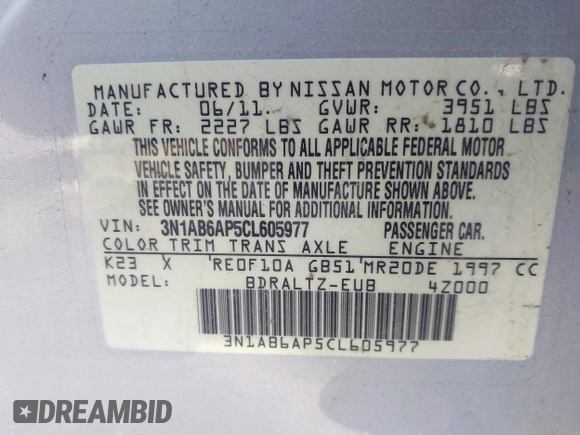 MANUFACTURED BY NISSAN MOTOR CO., LTD.
DATE: 06/11 GVWR: 3951 LBS
GAWR FR: 2227 LBS GAWR RR: 1810 LBS
THIS VEHICLE CONFORMS TO ALL APPLICABLE FEDERAL MOTOR
VEHICLE SAFETY, BUMPER AND THEFT PREVENTION STANDARDS
IN EFFECT ON THE DATE OF MANUFACTURE SHOWN ABOVE.
SEE OWNER'S MANUAL FOR ADDITIONAL INFORMATION.
VIN: 3N1AB6AP5CL605977 PASSENGER CAR.
COLOR TRIM TRANS AXLE ENGINE
K23 X RE0F10A GB51 MR20DE 1997 CC
MODEL: BDRALTZ-EUB 4Z000
3N1AB6AP5CL605977
DREAMBID